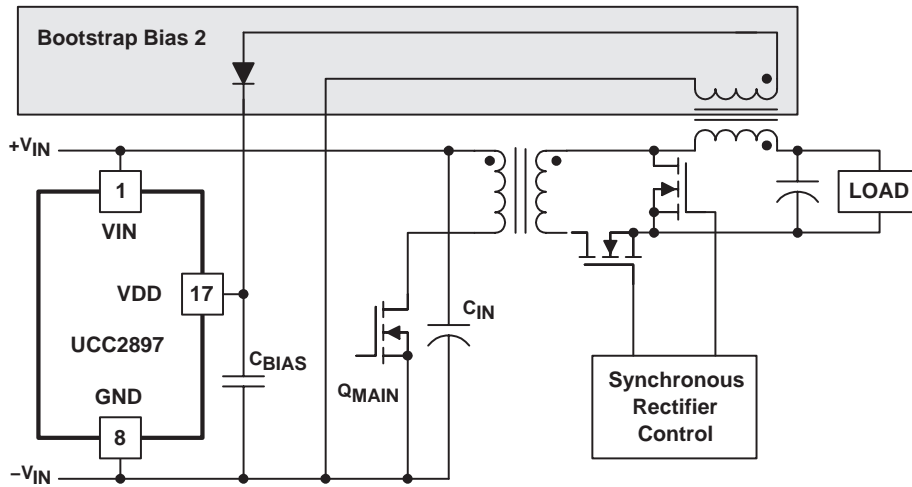 Bootstrap Bias 2
+VIN
1
VIN
LOAD
VDD
17
CIN
UCC2897
CBIAS
GND
QMAIN
Synchronous
Rectifier
Control
8
−VIN